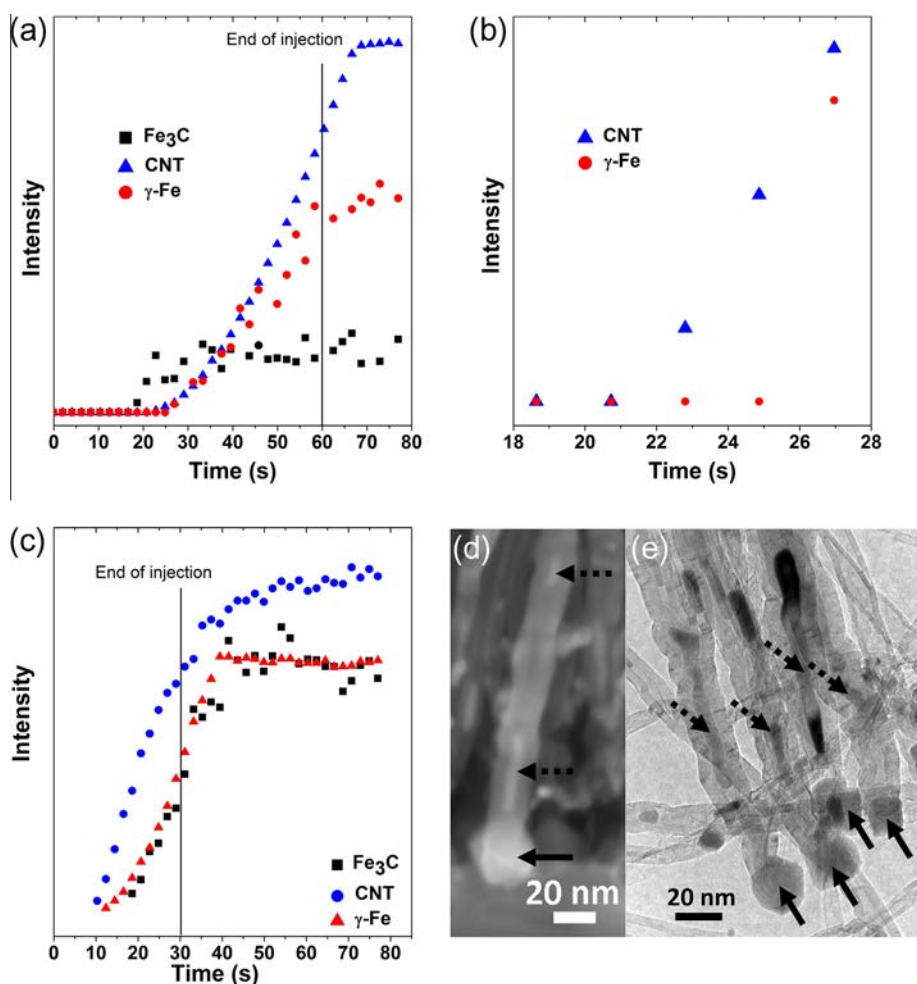 (a)
End of injection
Fe₃C
CNT
γ-Fe
Intensity
0 10 20 30 40 50 60 70 80
Time (s)
(b)
CNT
γ-Fe
Intensity
18 20 22 24 26 28
Time (s)
(c)
End of injection
Fe₃C
CNT
γ-Fe
Intensity
0 10 20 30 40 50 60 70 80
Time (s)
(d)
20 nm
(e)
20 nm